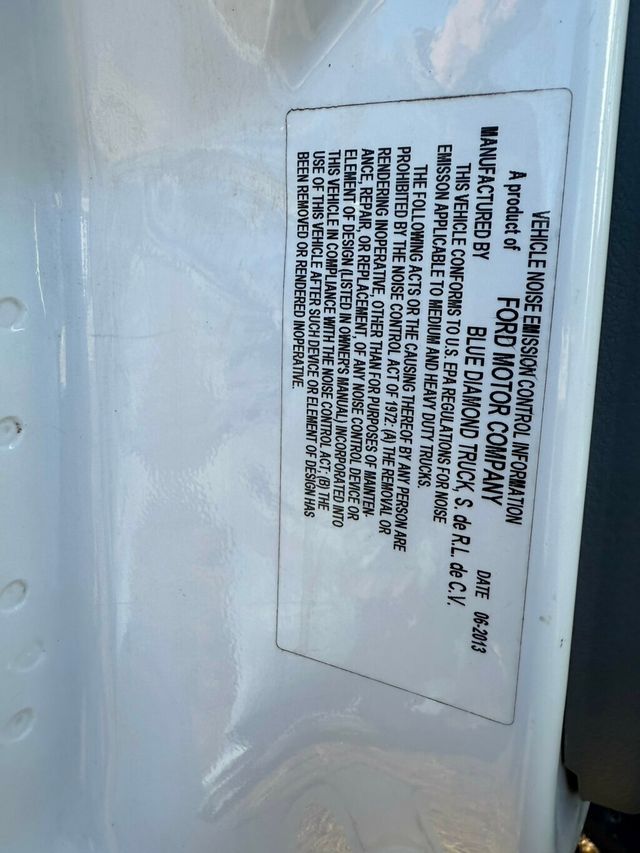 VEHICLE NOISE EMISSION CONTROL INFORMATION
A product of FORD MOTOR COMPANY
MANUFACTURED BY BLUE DIAMOND TRUCK, S. de R.L. de C.V. DATE 06-2013
THIS VEHICLE CONFORMS TO U.S. EPA REGULATIONS FOR NOISE
EMISSON APPLICABLE TO MEDIUM AND HEAVY DUTY TRUCKS.
THE FOLLOWING ACTS OR THE CAUSING THEREOF BY ANY PERSON ARE
PROHIBITED BY THE NOISE CONTROL ACT OF 1972: (A) THE REMOVAL OR
RENDERING INOPERATIVE, OTHER THAN FOR PURPOSES OF MAINTEN-
ANCE, REPAIR, OR REPLACEMENT, OF ANY NOISE CONTROL DEVICE OR
ELEMENT OF DESIGN (LISTED IN OWNER'S MANUAL) INCORPORATED INTO
THIS VEHICLE IN COMPLIANCE WITH THE NOISE CONTROL ACT; (B) THE
USE OF THIS VEHICLE AFTER SUCH DEVICE OR ELEMENT OF DESIGN HAS
BEEN REMOVED OR RENDERED INOPERATIVE.